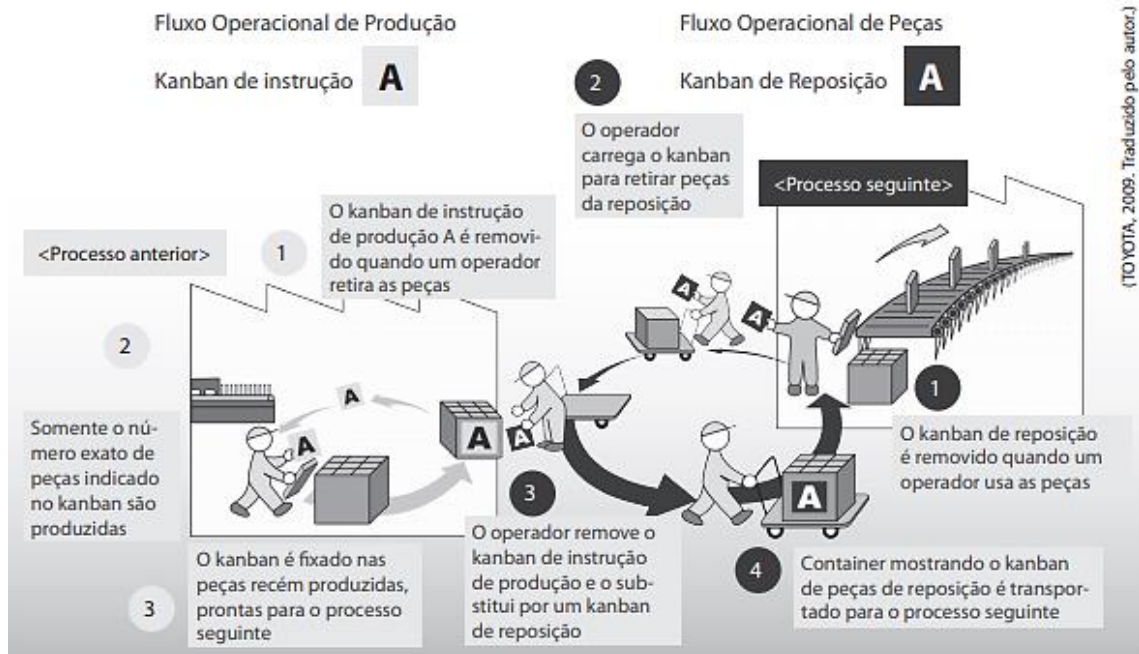 Fluxo Operacional de Produção
Kanban de instrução A
Fluxo Operacional de Peças
Kanban de Reposição A
2
O operador
carrega o kanban
para retirar peças
da reposição
<Processo seguinte>
(TOYOTA, 2009. Traduzido pelo autor.)
<Processo anterior>
1
O kanban de instrução
de produção A é removi-
do quando um operador
retira as peças
2
Somente o nú-
mero exato de
peças indicado
no kanban são
produzidas
A
A
A
A
A
A
A
1
O kanban de reposição
é removido quando um
operador usa as peças
3
O kanban é fixado nas
peças recém produzidas,
prontas para o processo
seguinte
3
O operador remove o
kanban de instrução
de produção e o sub-
stitui por um kanban
de reposição
4
Container mostrando o kanban
de peças de reposição é transpor-
tado para o processo seguinte